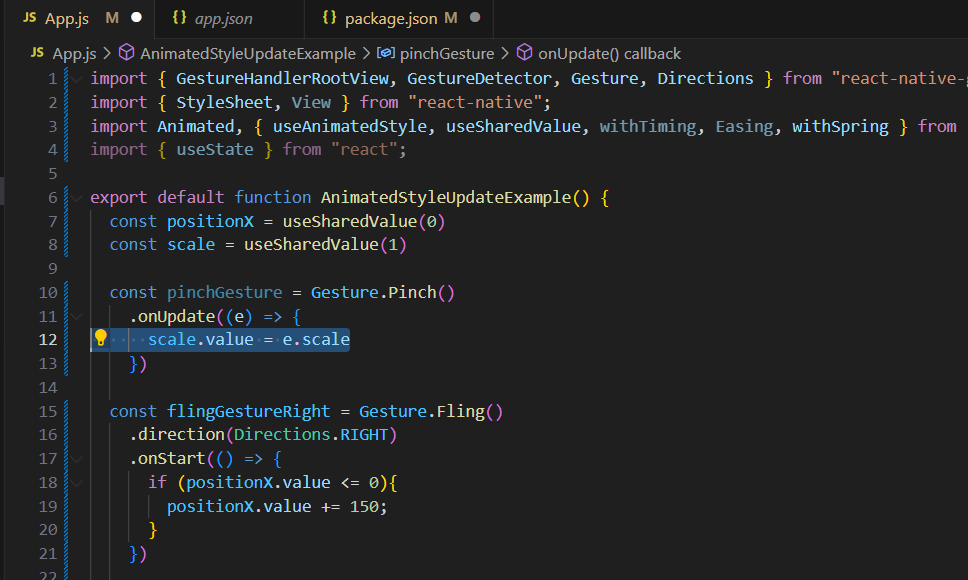 JS App.js M {} app.json {} package.json M
JS App.js > AnimatedStyleUpdateExample > pinchGesture > onUpdate() callback
1 import { GestureHandlerRootView, GestureDetector, Gesture, Directions } from "react-native-
2 import { StyleSheet, View } from "react-native";
3 import Animated, { useAnimatedStyle, useSharedValue, withTiming, Easing, withSpring } from
4 import { useState } from "react";
5
6 export default function AnimatedStyleUpdateExample() {
7 const positionX = useSharedValue(0)
8 const scale = useSharedValue(1)
9
10 const pinchGesture = Gesture.Pinch()
11 .onUpdate((e) => {
12 scale.value = e.scale
13 })
14
15 const flingGestureRight = Gesture.Fling()
16 .direction(Directions.RIGHT)
17 .onStart(() => {
18 if (positionX.value <= 0){
19 positionX.value += 150;
20 }
21 })
22